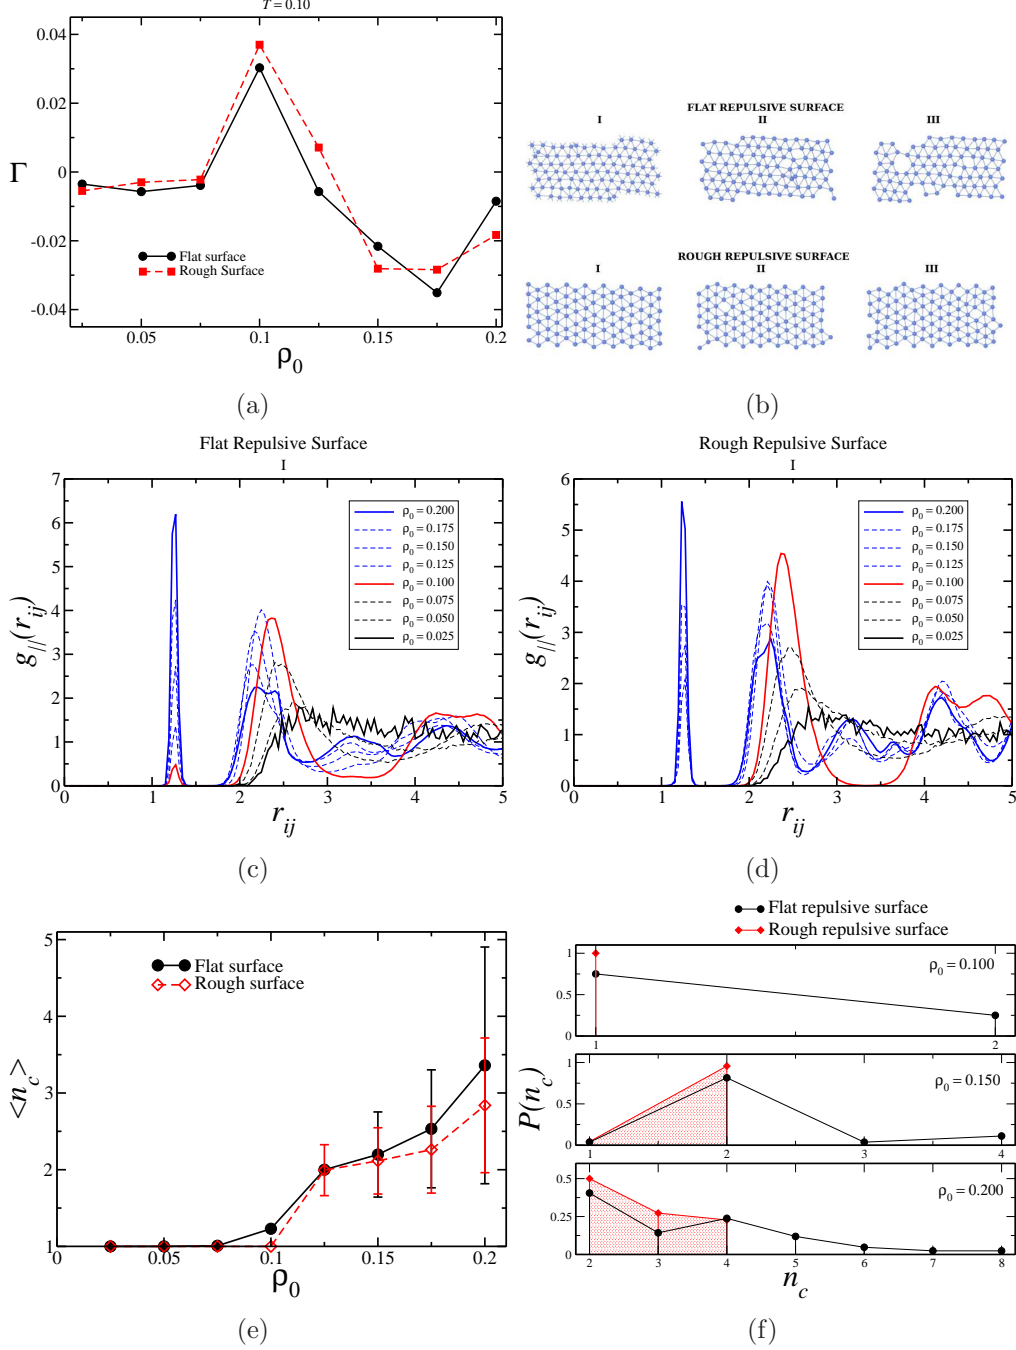 T = 0.10
0.04
0.02
0
-0.02
-0.04
Γ
Flat surface
Rough Surface
0.05
0.1
0.15
0.2
ρ0
(a)
FLAT REPULSIVE SURFACE
I
II
III
ROUGH REPULSIVE SURFACE
I
II
III
(b)
Flat Repulsive Surface
I
7
6
5
4
3
2
1
0
g//(rij)
ρ0 = 0.200
ρ0 = 0.175
ρ0 = 0.150
ρ0 = 0.125
ρ0 = 0.100
ρ0 = 0.075
ρ0 = 0.050
ρ0 = 0.025
0 1 2 3 4 5
rij
(c)
Rough Repulsive Surface
I
6
5
4
3
2
1
0
g//(rij)
ρ0 = 0.200
ρ0 = 0.175
ρ0 = 0.150
ρ0 = 0.125
ρ0 = 0.100
ρ0 = 0.075
ρ0 = 0.050
ρ0 = 0.025
0 1 2 3 4 5
rij
(d)
5
4
3
2
1
<nc>
Flat surface
Rough surface
0 0.05 0.1 0.15 0.2
ρ0
(e)
Flat repulsive surface
Rough repulsive surface
1
0.5
0
ρ0 = 0.100
1 2
1
0.5
0
ρ0 = 0.150
1 2 3 4
0.5
0.25
0
ρ0 = 0.200
2 3 4 5 6 7 8
P(nc)
nc
(f)